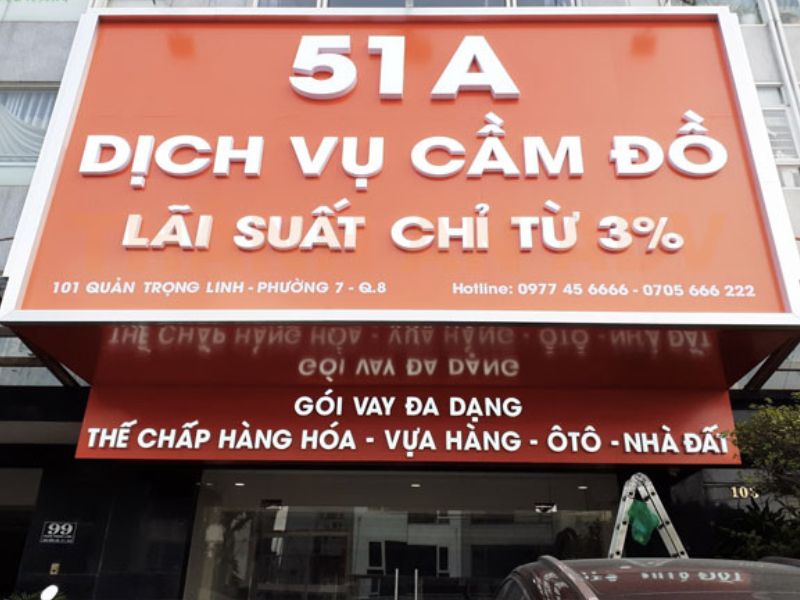 51A
DỊCH VỤ CẦM ĐỒ
LÃI SUẤT CHỈ TỪ 3%
101 QUẢN TRỌNG LINH - PHƯỜNG 7 - Q.8 Hotline: 0977 45 6666 - 0705 666 222
GÓI VAY ĐA DẠNG
THẾ CHẤP HÀNG HÓA - VỰA HÀNG - ÔTÔ - NHÀ ĐẤT
99